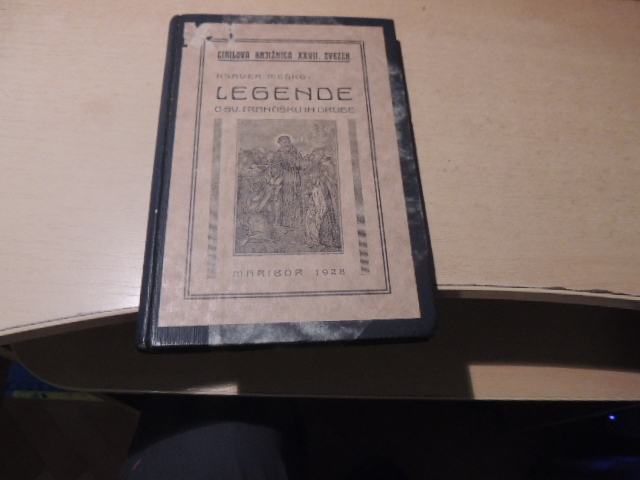 CIRILOVA KNJIŽNICA XXVII. ZVEZEK
KSAVER MEŠKO:
LEGENDE
O SV. FRANČIŠKU IN DRUGE
MARIBOR 1928